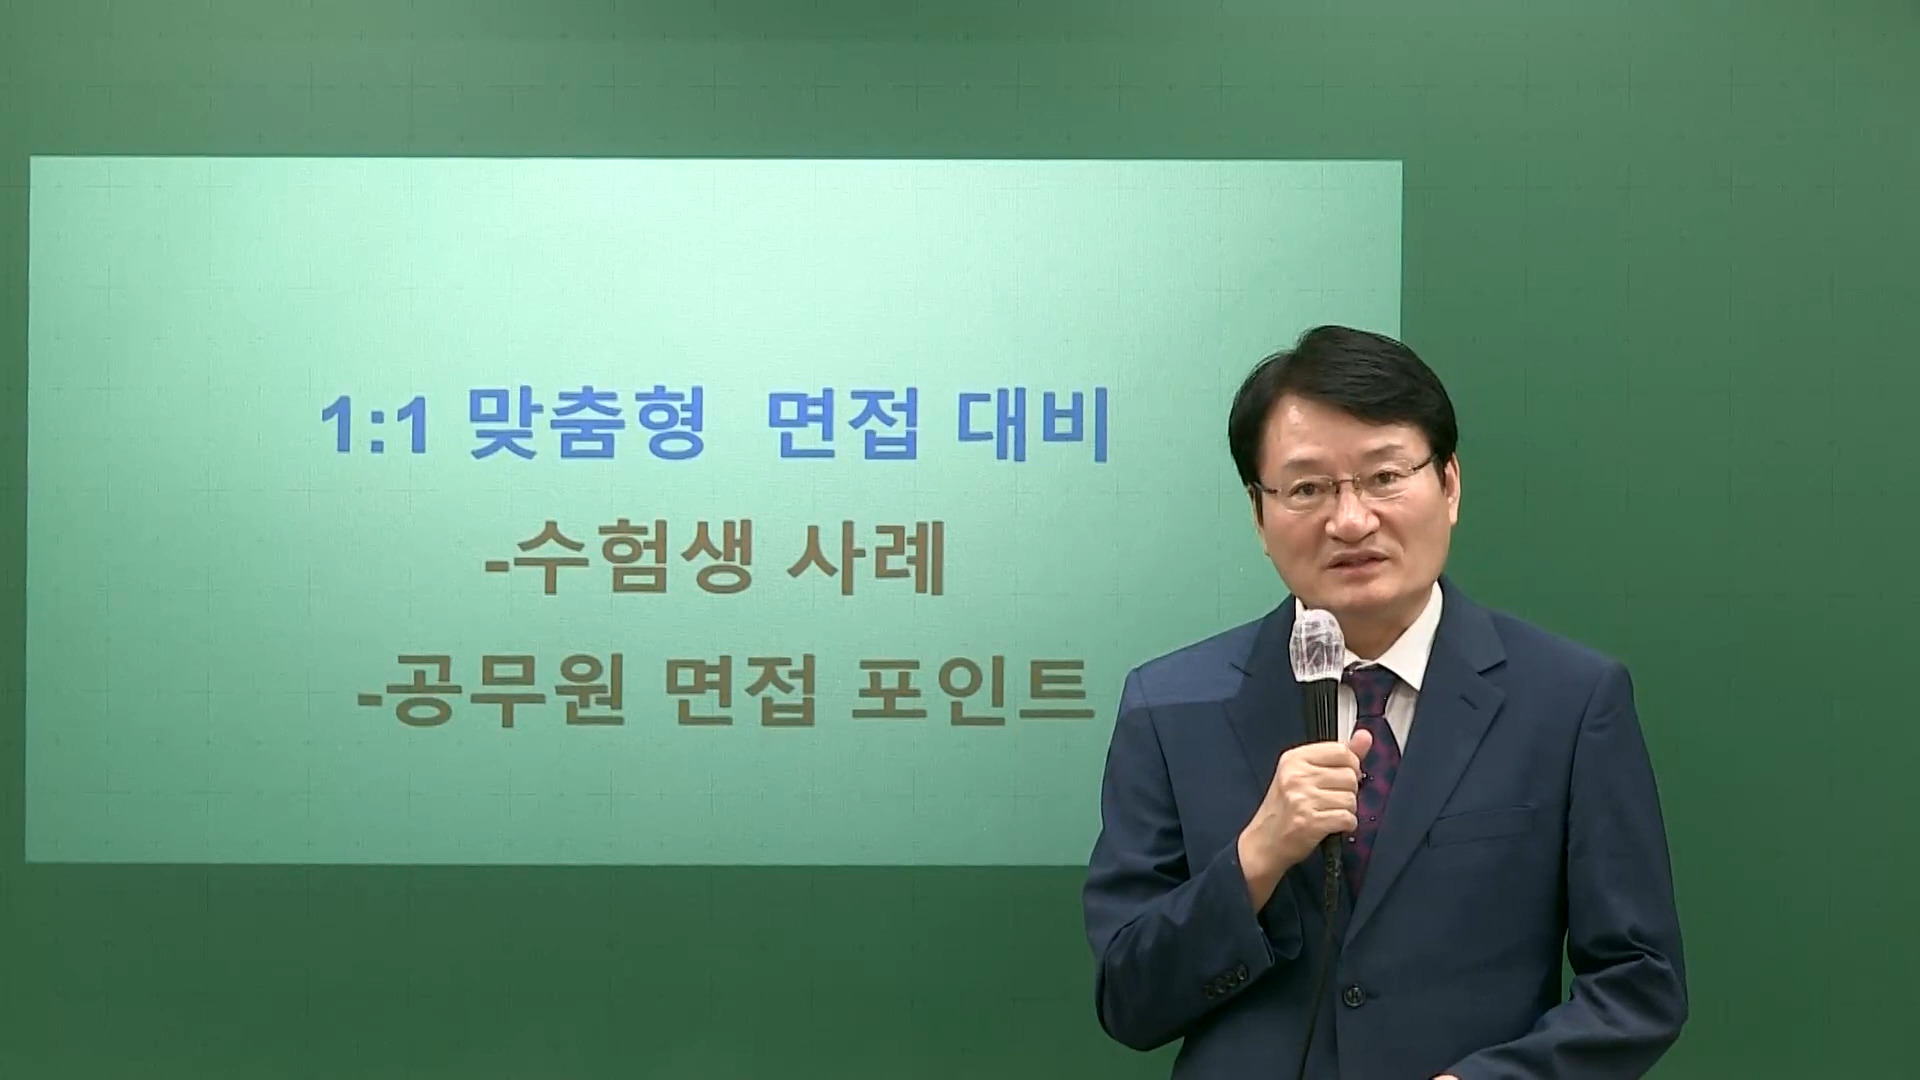 1:1 맞춤형 면접 대비
-수험생 사례
-공무원 면접 포인트